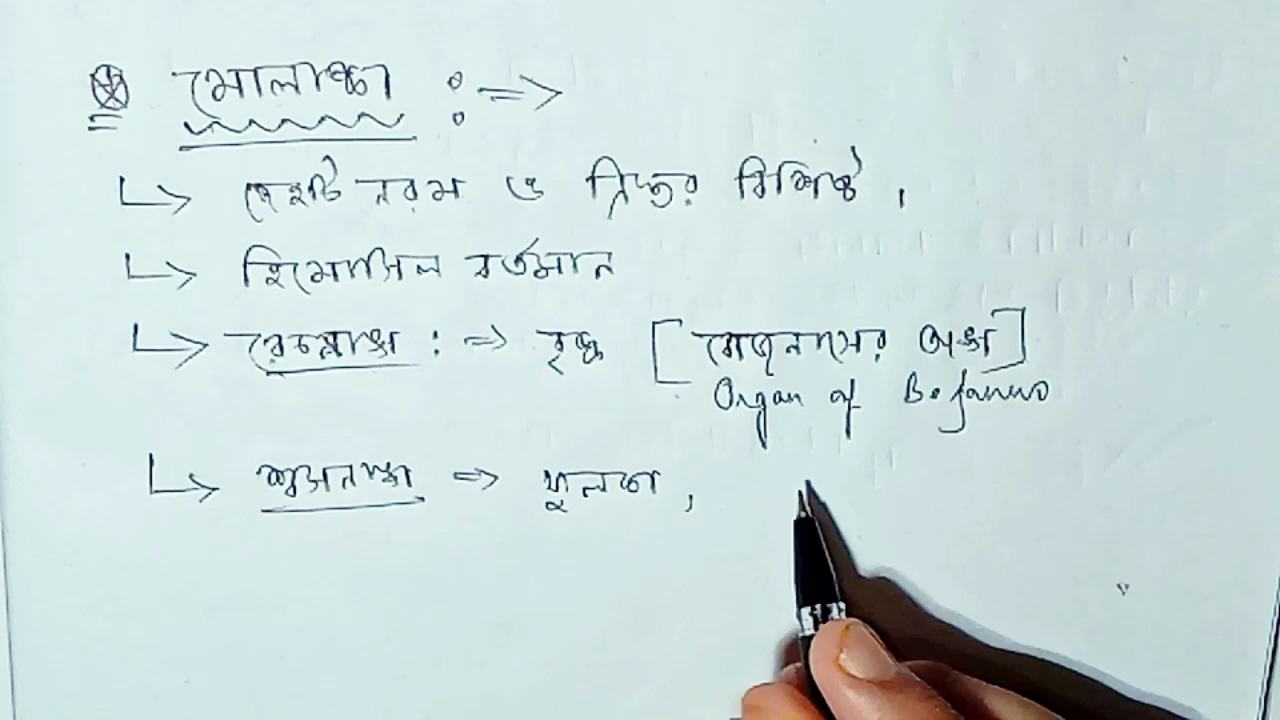 মোলাস্কা :⇒
↳ দেহটি নরম ও ত্রিস্তর বিশিষ্ট ।
↳ হিমোসিল বর্তমান
↳ রেচনাঙ্গ :⇒ বৃক্ক [বোজানাসের অঙ্গ]
Organ of Bojanus
↳ শ্বসনাঙ্গ ⇒ ফুলকা ,